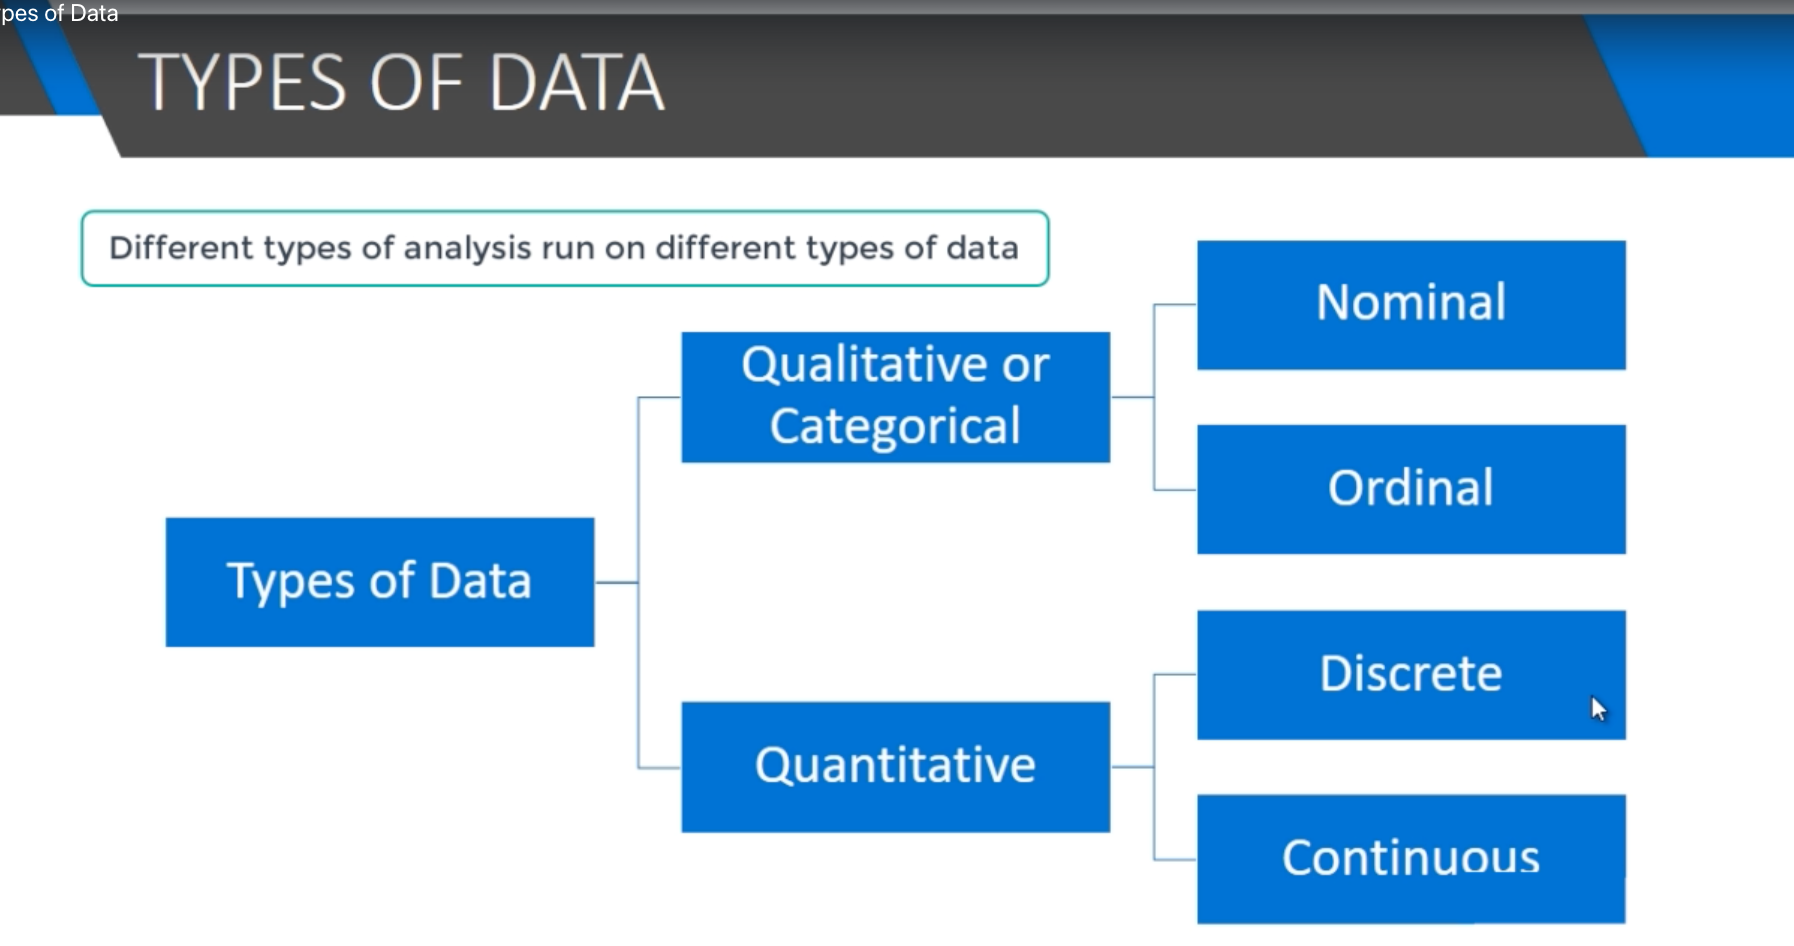 pes of Data
TYPES OF DATA
Different types of analysis run on different types of data
Types of Data
Qualitative or
Categorical
Nominal
Ordinal
Quantitative
Discrete
Continuous